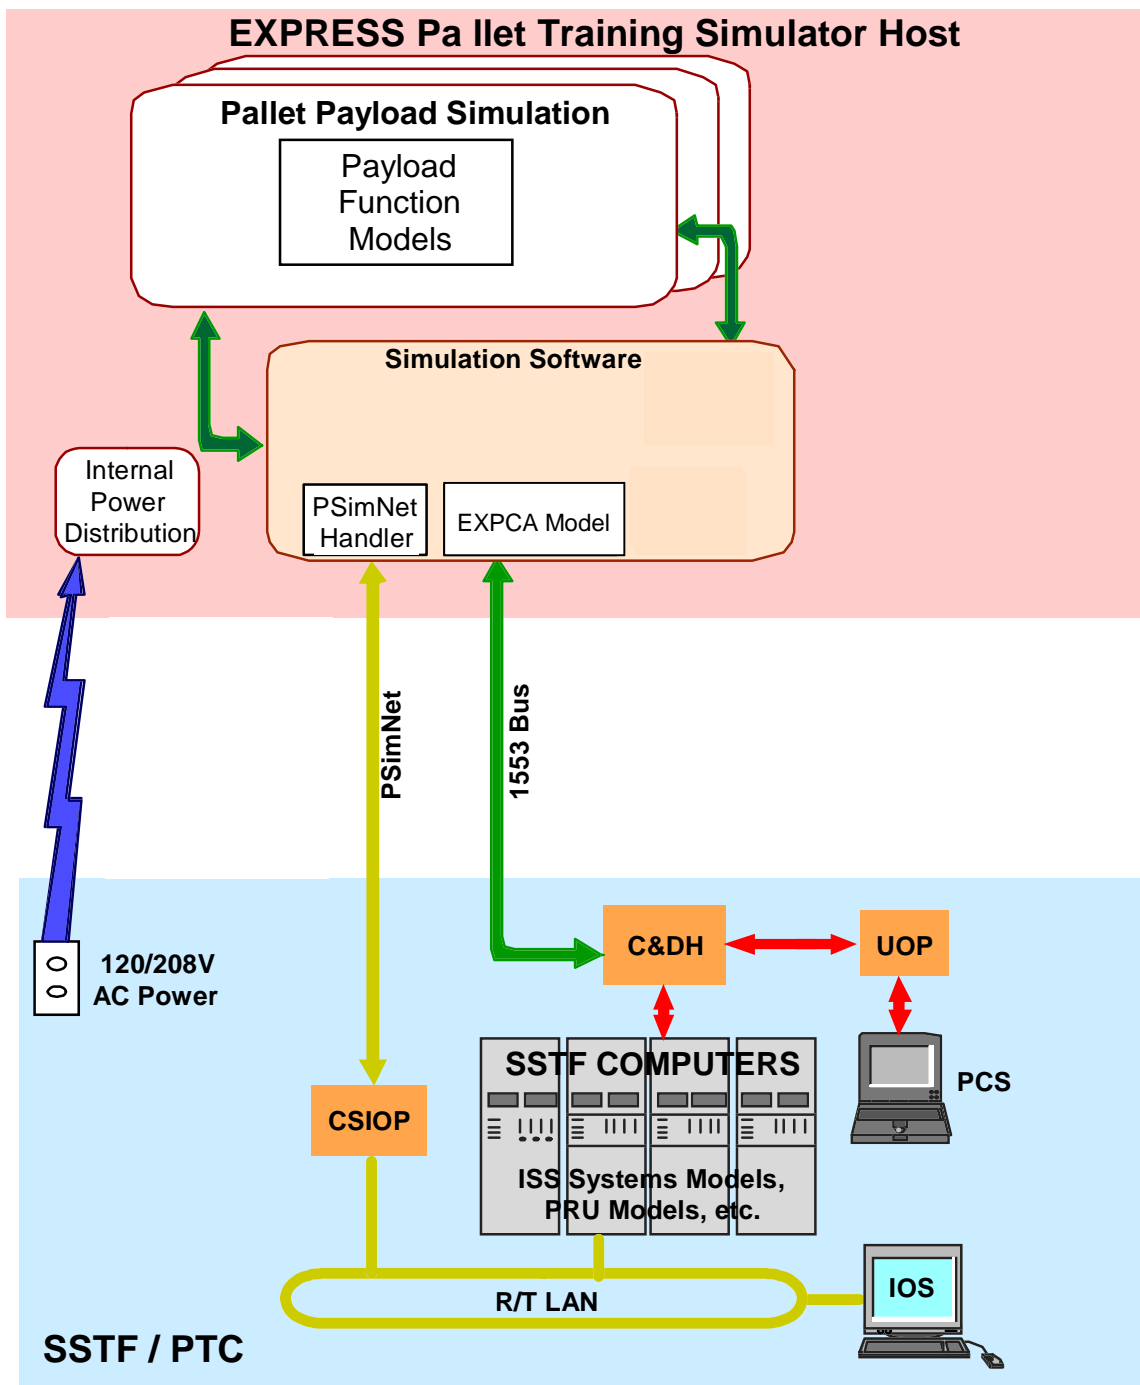 EXPRESS Pa llet Training Simulator Host
Pallet Payload Simulation
Payload
Function
Models
Simulation Software
Internal
Power
Distribution
PSimNet
Handler
EXPCA Model
PSimNet
1553 Bus
120/208V
AC Power
C&DH
UOP
SSTF COMPUTERS
PCS
CSIOP
ISS Systems Models,
PRU Models, etc.
R/T LAN
IOS
SSTF / PTC